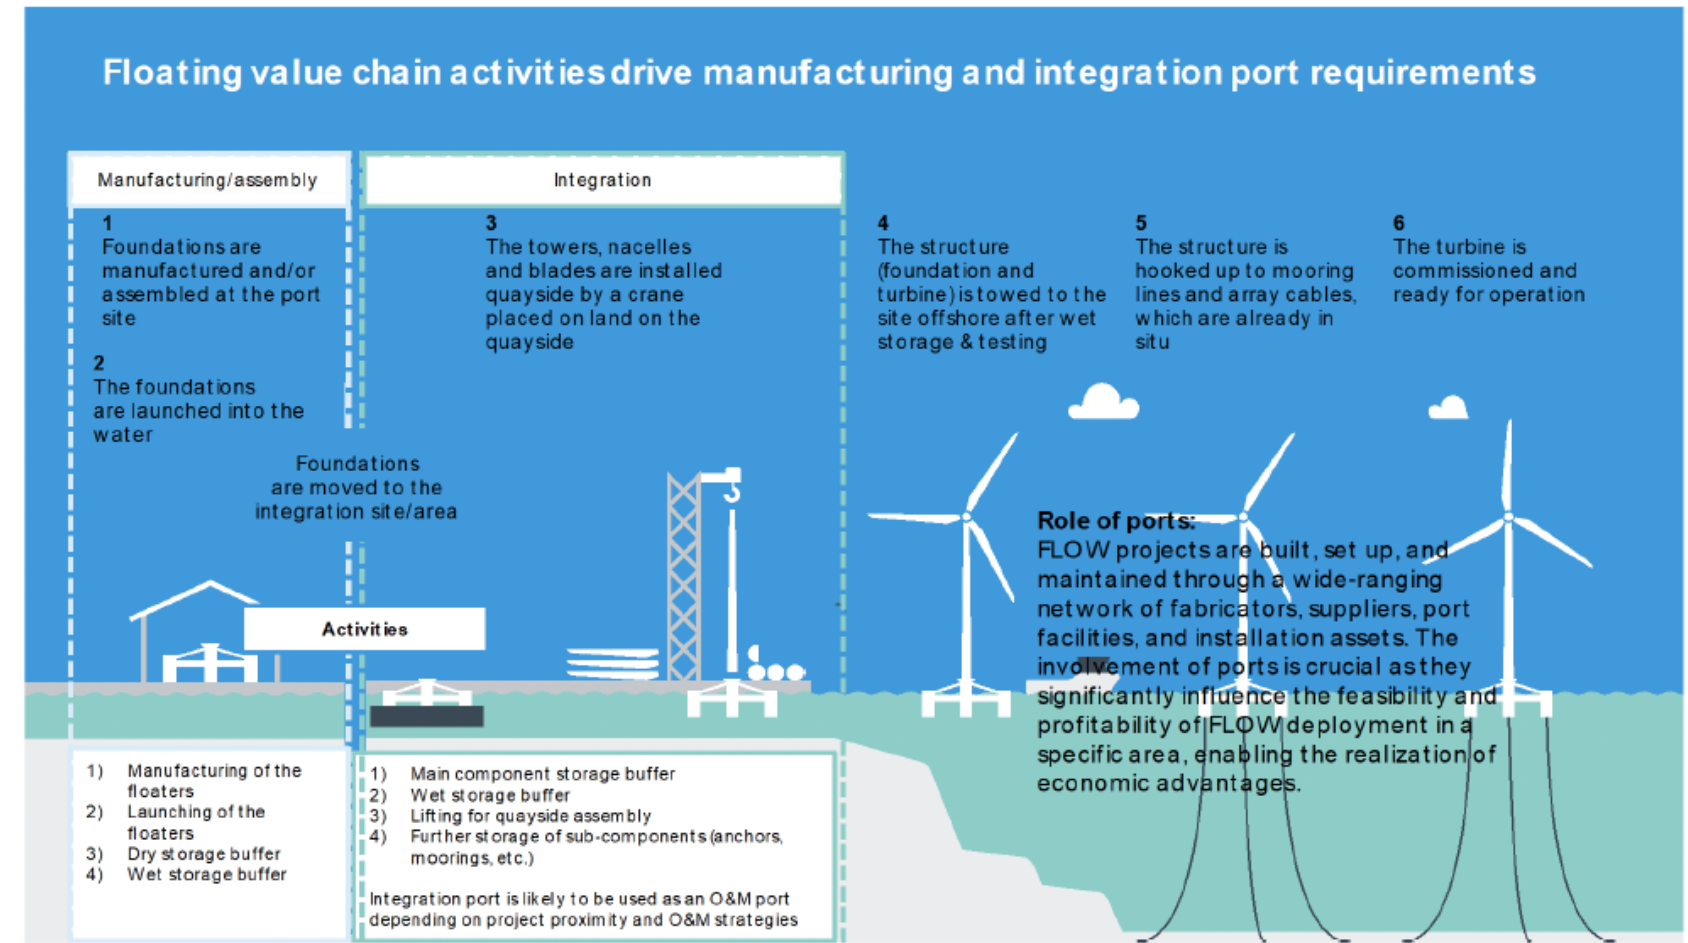 Floating value chain activities drive manufacturing and integration port requirements
Manufacturing/assembly
1
Foundations are
manufactured and/or
assembled at the port
site
2
The foundations
are launched into the
water
Foundations
are moved to the
integration site/area
Integration
3
The towers, nacelles
and blades are installed
quayside by a crane
placed on land on the
quayside
4
The structure
(foundation and
turbine) is towed to the
site offshore after wet
storage & testing
5
The structure is
hooked up to mooring
lines and array cables,
which are already in
situ
6
The turbine is
commissioned and
ready for operation
Role of ports:
FLOW projects are built, set up, and
maintained through a wide-ranging
network of fabricators, suppliers, port
facilities, and installation assets. The
involvement of ports is crucial as they
significantly influence the feasibility and
profitability of FLOW deployment in a
specific area, enabling the realization of
economic advantages.
Activities
1) Manufacturing of the
floaters
2) Launching of the
floaters
3) Dry storage buffer
4) Wet storage buffer
1) Main component storage buffer
2) Wet storage buffer
3) Lifting for quayside assembly
4) Further storage of sub-components (anchors,
moorings, etc.)
Integration port is likely to be used as an O&M port
depending on project proximity and O&M strategies